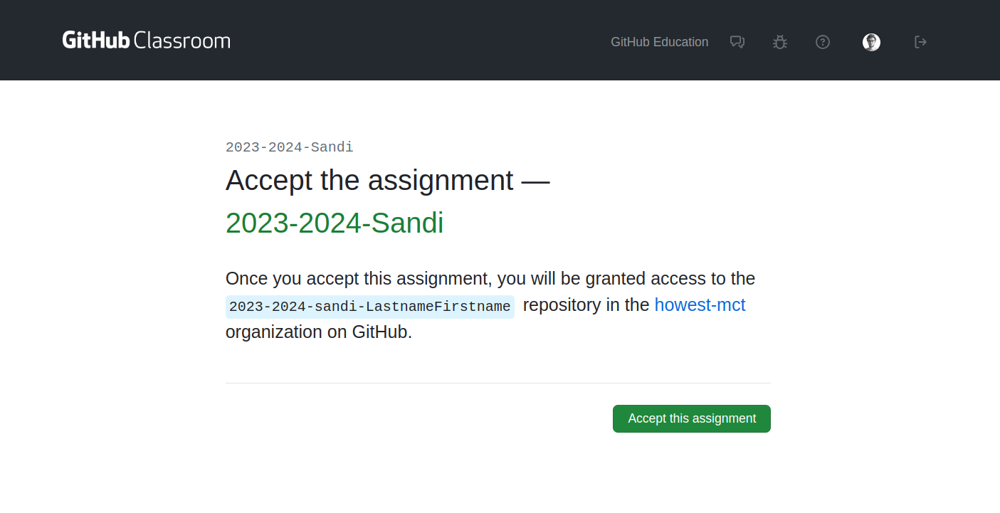 GitHub Classroom
GitHub Education
2023-2024-Sandi
Accept the assignment —
2023-2024-Sandi
Once you accept this assignment, you will be granted access to the
2023-2024-sandi-LastnameFirstname repository in the howest-mct
organization on GitHub.
Accept this assignment